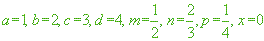 a=1, b=2, c=3, d=4, m=1/2, n=2/3, p=1/4, x=0